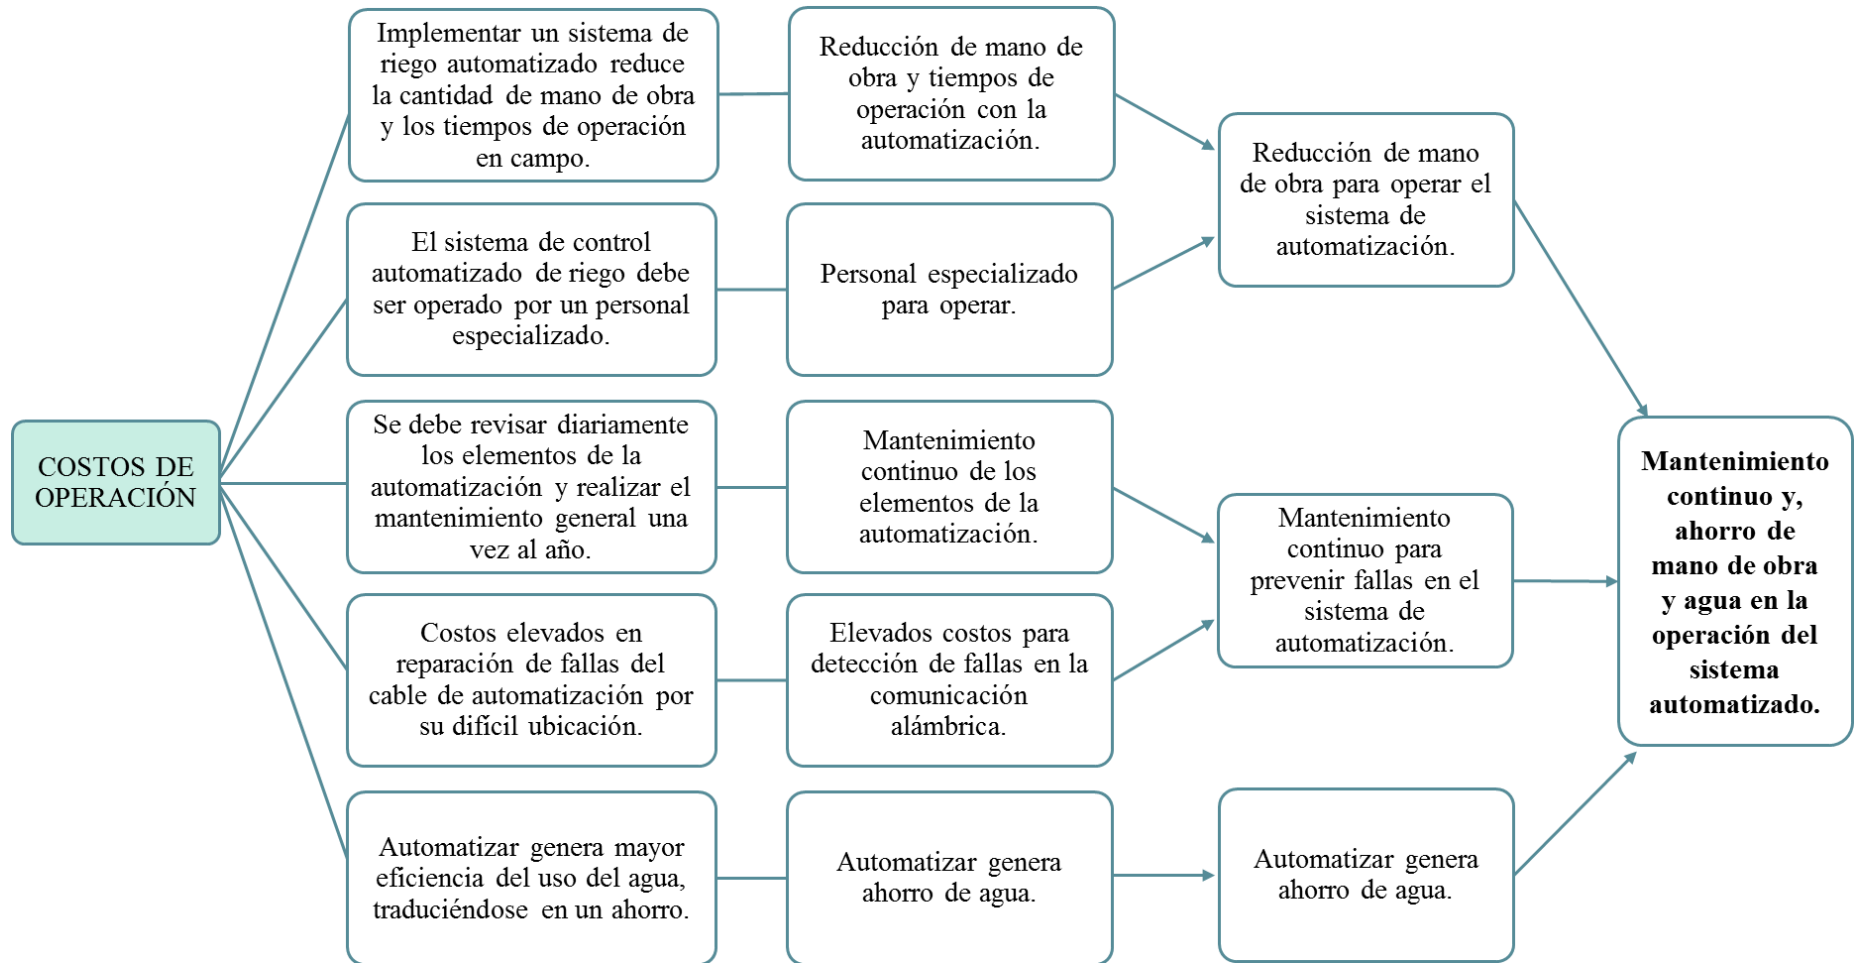 COSTOS DE
OPERACIÓN
Implementar un sistema de
riego automatizado reduce
la cantidad de mano de obra
y los tiempos de operación
en campo.
El sistema de control
automatizado de riego debe
ser operado por un personal
especializado.
Se debe revisar diariamente
los elementos de la
automatización y realizar el
mantenimiento general una
vez al año.
Costos elevados en
reparación de fallas del
cable de automatización por
su difícil ubicación.
Automatizar genera mayor
eficiencia del uso del agua,
traduciéndose en un ahorro.
Reducción de mano de
obra y tiempos de
operación con la
automatización.
Personal especializado
para operar.
Mantenimiento
continuo de los
elementos de la
automatización.
Elevados costos para
detección de fallas en la
comunicación
alámbrica.
Automatizar genera
ahorro de agua.
Reducción de mano
de obra para operar el
sistema de
automatización.
Mantenimiento
continuo para
prevenir fallas en el
sistema de
automatización.
Automatizar genera
ahorro de agua.
Mantenimiento
continuo y,
ahorro de
mano de obra
y agua en la
operación del
sistema
automatizado.